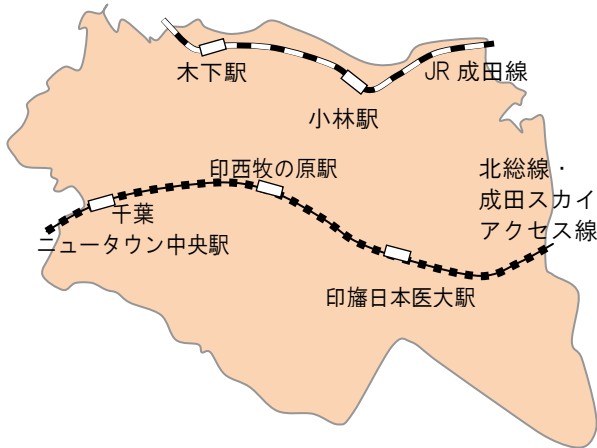 木下駅
JR 成田線
小林駅
印西牧の原駅
北総線・
成田スカイ
アクセス線
千葉
ニュータウン中央駅
印旛日本医大駅